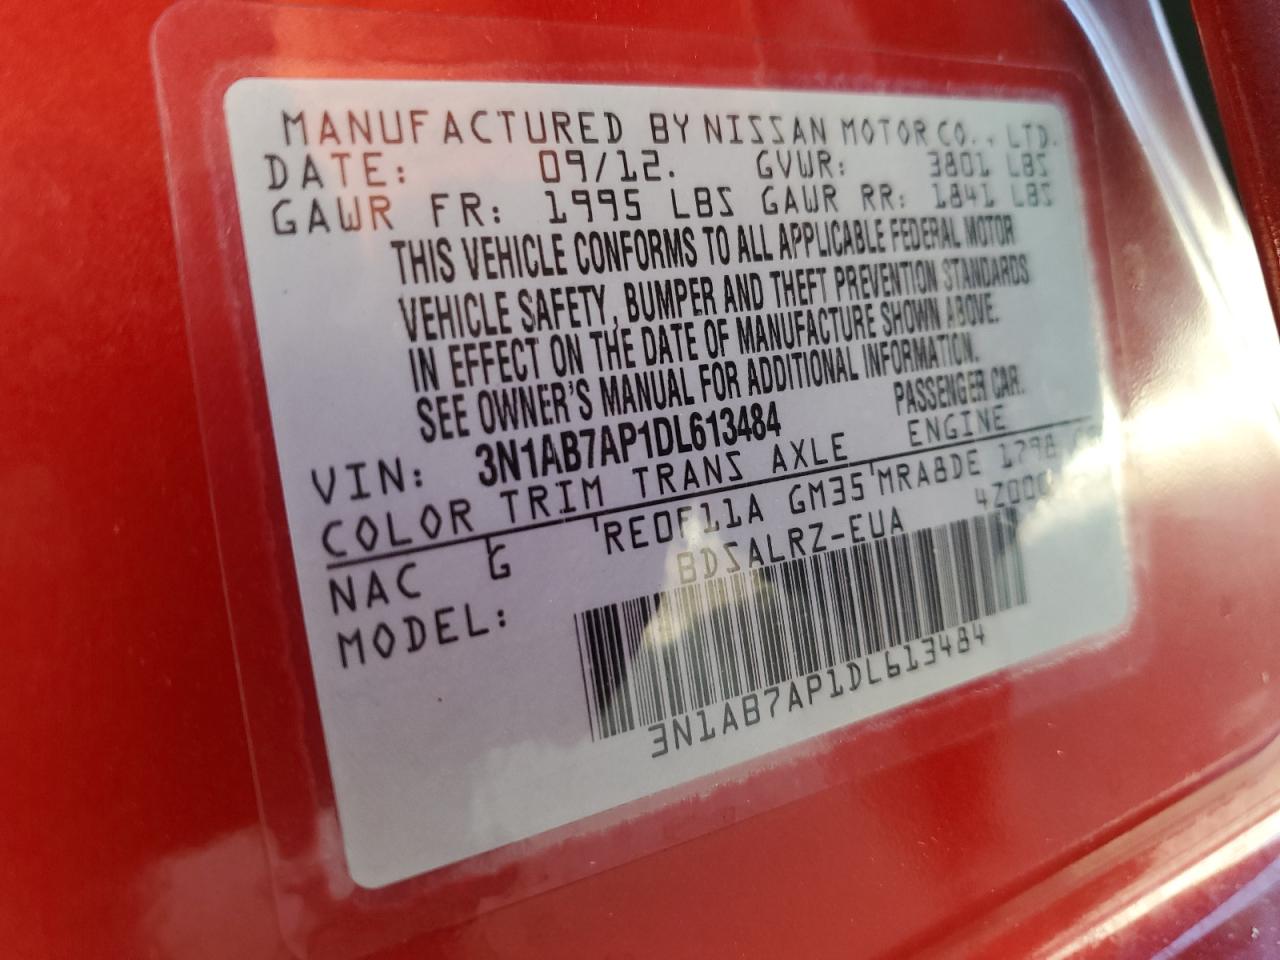 MANUFACTURED BY NISSAN MOTOR CO., LTD.
DATE: 09/12. GVWR: 3801 LBS
GAWR FR: 1995 LBS GAWR RR: 1841 LBS
THIS VEHICLE CONFORMS TO ALL APPLICABLE FEDERAL MOTOR
VEHICLE SAFETY, BUMPER AND THEFT PREVENTION STANDARDS
IN EFFECT ON THE DATE OF MANUFACTURE SHOWN ABOVE.
SEE OWNER'S MANUAL FOR ADDITIONAL INFORMATION.
VIN: 3N1AB7AP1DL613484 PASSENGER CAR.
COLOR TRIM TRANS AXLE ENGINE
NAC G RE0F11A GM35 MRA8DE 1798
MODEL: BDSALRZ-EUA
3N1AB7AP1DL613484